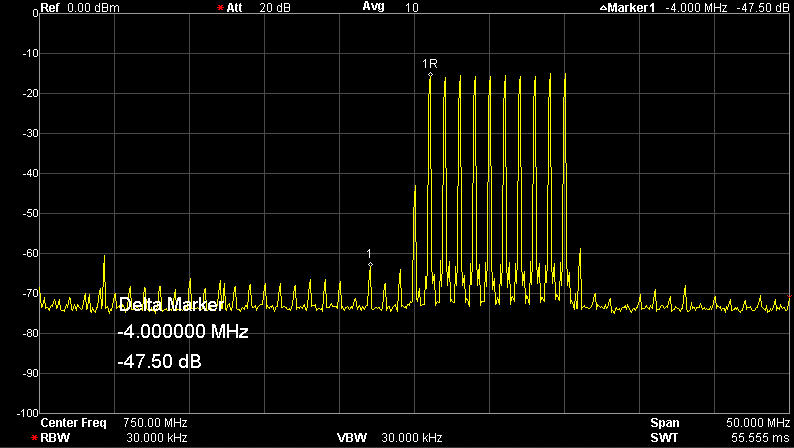 Ref 0.00 dBm * Att 20 dB Avg 10 Marker1 -4.000 MHz -47.50 dB
0
-10
1R
-20
-30
-40
-50
1
-60
-70
Delta Marker
-4.000000 MHz
-80
-47.50 dB
-90
-100
Center Freq 750.00 MHz Span 50.000 MHz
* RBW 30.000 kHz VBW 30.000 kHz SWT 55.555 ms